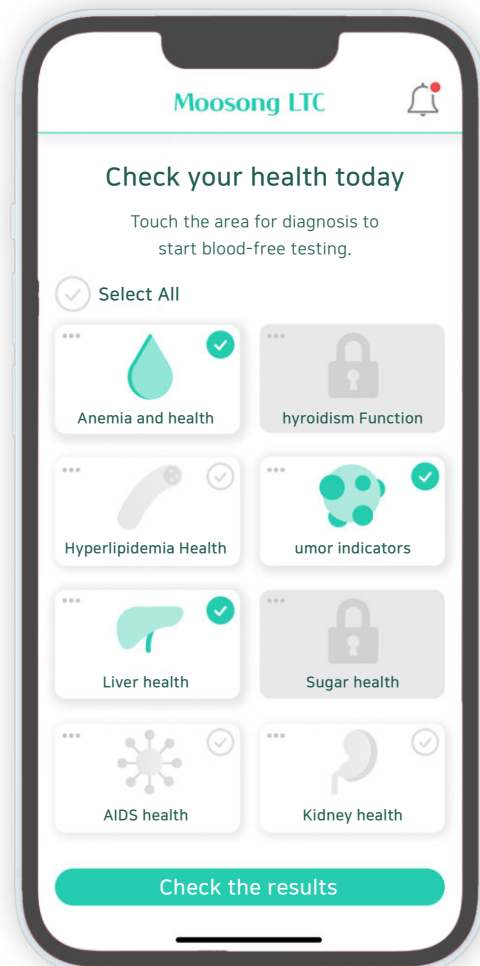 Moosong LTC
Check your health today
Touch the area for diagnosis to
start blood-free testing.
Select All
Anemia and health
hyroidism Function
Hyperlipidemia Health
umor indicators
Liver health
Sugar health
AIDS health
Kidney health
Check the results